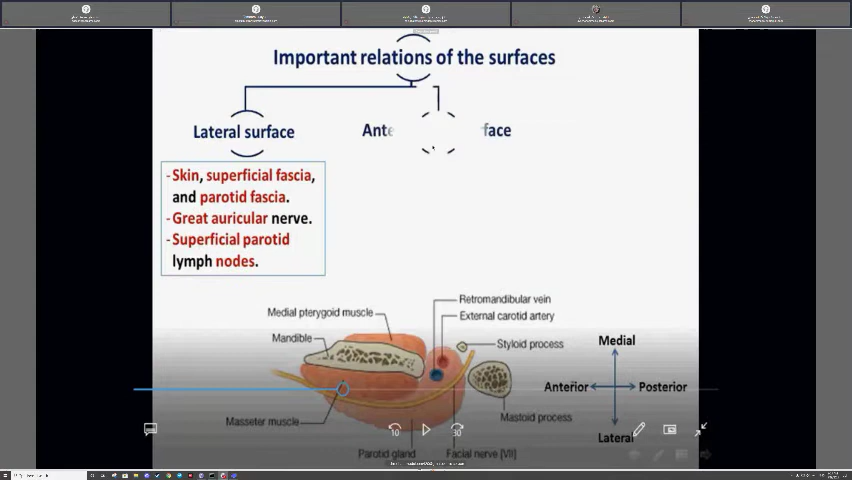 Important relations of the surfaces
Lateral surface
Ante face
- Skin, superficial fascia,
and parotid fascia.
- Great auricular nerve.
- Superficial parotid
lymph nodes.
Retromandibular vein
Medial pterygoid muscle
External carotid artery
Mandible
Styloid process
Medial
Anterior
Posterior
Masseter muscle
Mastoid process
Lateral
Parotid gland
Facial nerve [VII]
10
30